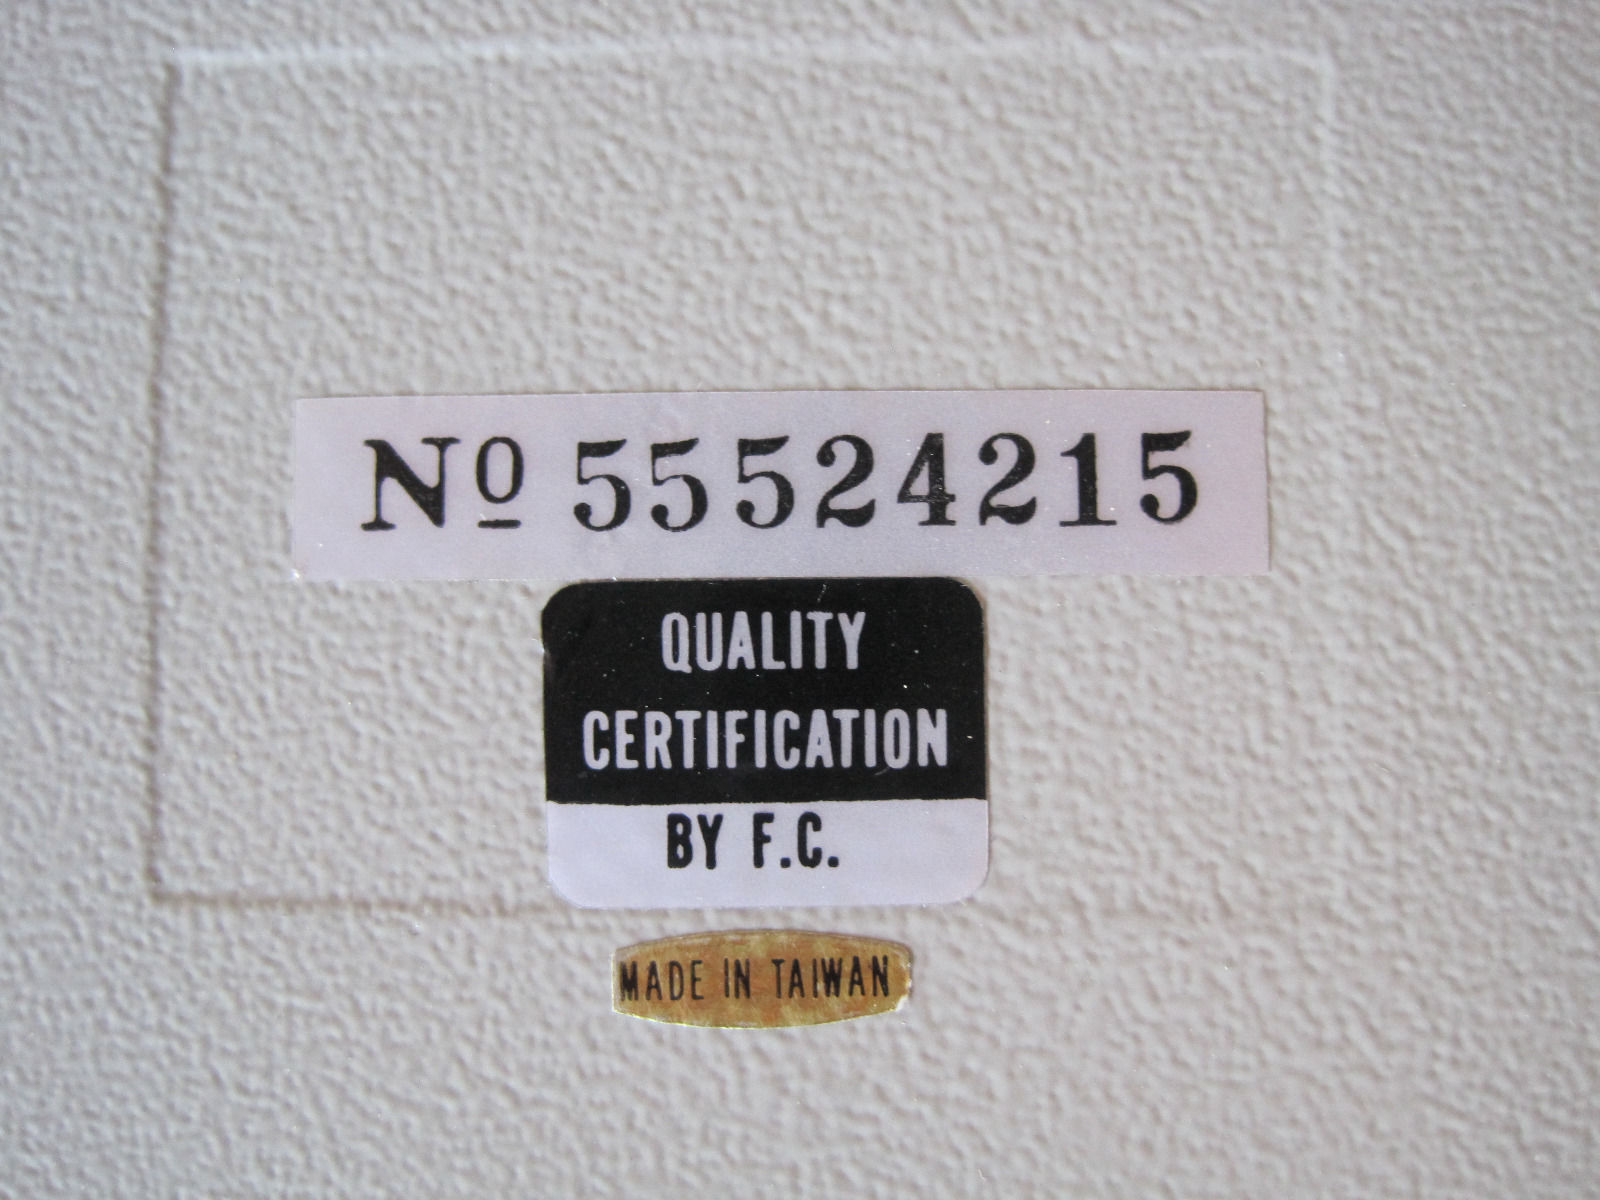 Nº 55524215
QUALITY
CERTIFICATION
BY F.C.
MADE IN TAIWAN